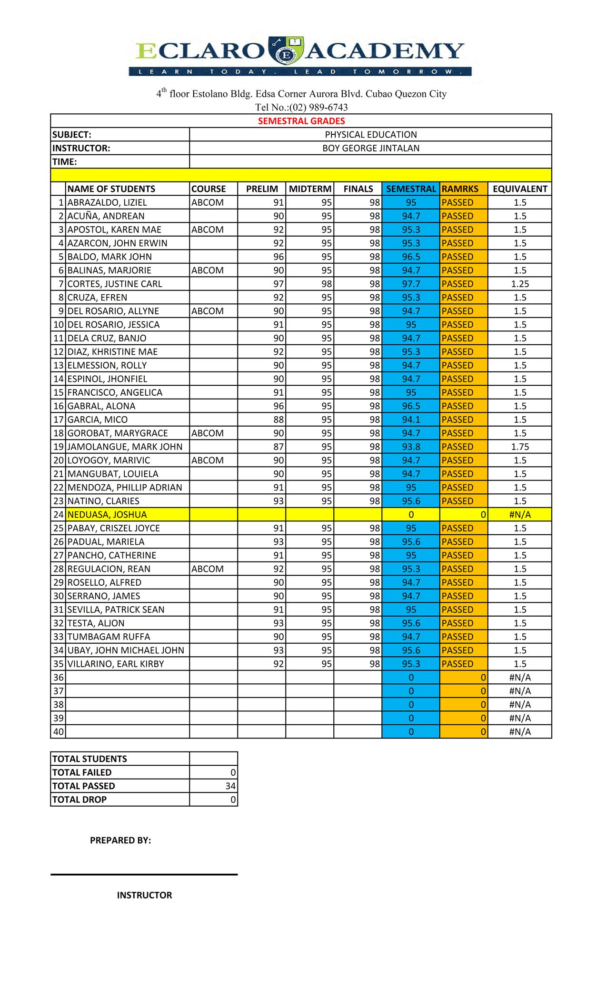 ECLARO ACADEMY
LEARN TODAY. LEAD TOMORROW.
4th floor Estolano Bldg. Edsa Corner Aurora Blvd. Cubao Quezon City
Tel No.:(02) 989-6743
SEMESTRAL GRADES
SUBJECT: PHYSICAL EDUCATION
INSTRUCTOR: BOY GEORGE JINTALAN
TIME:
NAME OF STUDENTS COURSE PRELIM MIDTERM FINALS SEMESTRAL RAMRKS EQUIVALENT
1 ABRAZALDO, LIZIEL ABCOM 91 95 98 95 PASSED 1.5
2 ACUÑA, ANDREAN 90 95 98 94.7 PASSED 1.5
3 APOSTOL, KAREN MAE ABCOM 92 95 98 95.3 PASSED 1.5
4 AZARCON, JOHN ERWIN 92 95 98 95.3 PASSED 1.5
5 BALDO, MARK JOHN 96 95 98 96.5 PASSED 1.5
6 BALINAS, MARJORIE ABCOM 90 95 98 94.7 PASSED 1.5
7 CORTES, JUSTINE CARL 97 98 98 97.7 PASSED 1.25
8 CRUZA, EFREN 92 95 98 95.3 PASSED 1.5
9 DEL ROSARIO, ALLYNE ABCOM 90 95 98 94.7 PASSED 1.5
10 DEL ROSARIO, JESSICA 91 95 98 95 PASSED 1.5
11 DELA CRUZ, BANJO 90 95 98 94.7 PASSED 1.5
12 DIAZ, KHRISTINE MAE 92 95 98 95.3 PASSED 1.5
13 ELMESSION, ROLLY 90 95 98 94.7 PASSED 1.5
14 ESPINOL, JHONFIEL 90 95 98 94.7 PASSED 1.5
15 FRANCISCO, ANGELICA 91 95 98 95 PASSED 1.5
16 GABRAL, ALONA 96 95 98 96.5 PASSED 1.5
17 GARCIA, MICO 88 95 98 94.1 PASSED 1.5
18 GOROBAT, MARYGRACE ABCOM 90 95 98 94.7 PASSED 1.5
19 JAMOLANGUE, MARK JOHN 87 95 98 93.8 PASSED 1.75
20 LOYOGOY, MARIVIC ABCOM 90 95 98 94.7 PASSED 1.5
21 MANGUBAT, LOUIELA 90 95 98 94.7 PASSED 1.5
22 MENDOZA, PHILLIP ADRIAN 91 95 98 95 PASSED 1.5
23 NATINO, CLARIES 93 95 98 95.6 PASSED 1.5
24 NEDUASA, JOSHUA 0 0 #N/A
25 PABAY, CRISZEL JOYCE 91 95 98 95 PASSED 1.5
26 PADUAL, MARIELA 93 95 98 95.6 PASSED 1.5
27 PANCHO, CATHERINE 91 95 98 95 PASSED 1.5
28 REGULACION, REAN ABCOM 92 95 98 95.3 PASSED 1.5
29 ROSELLO, ALFRED 90 95 98 94.7 PASSED 1.5
30 SERRANO, JAMES 90 95 98 94.7 PASSED 1.5
31 SEVILLA, PATRICK SEAN 91 95 98 95 PASSED 1.5
32 TESTA, ALJON 93 95 98 95.6 PASSED 1.5
33 TUMBAGAM RUFFA 90 95 98 94.7 PASSED 1.5
34 UBAY, JOHN MICHAEL JOHN 93 95 98 95.6 PASSED 1.5
35 VILLARINO, EARL KIRBY 92 95 98 95.3 PASSED 1.5
36 0 0 #N/A
37 0 0 #N/A
38 0 0 #N/A
39 0 0 #N/A
40 0 0 #N/A
TOTAL STUDENTS
TOTAL FAILED 0
TOTAL PASSED 34
TOTAL DROP 0
PREPARED BY:
INSTRUCTOR